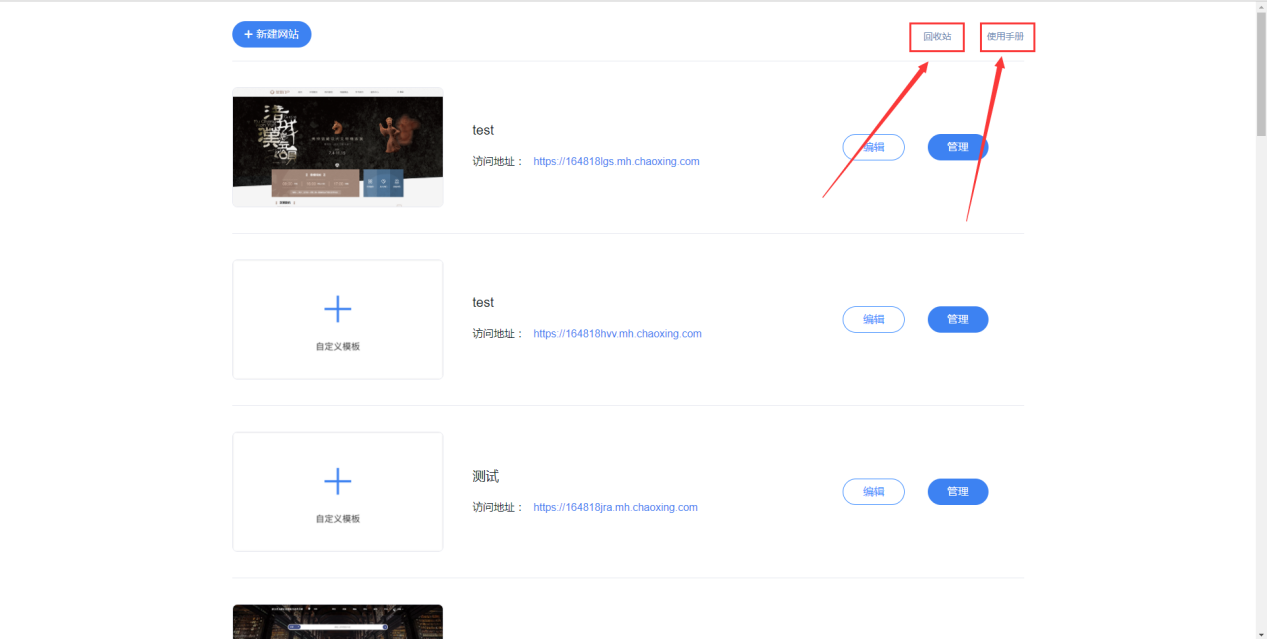 + 新建网站
回收站
使用手册
test
访问地址： https://164818lgs.mh.chaoxing.com
编辑
管理
自定义模板
test
访问地址： https://164818hvv.mh.chaoxing.com
编辑
管理
自定义模板
测试
访问地址： https://164818jra.mh.chaoxing.com
编辑
管理